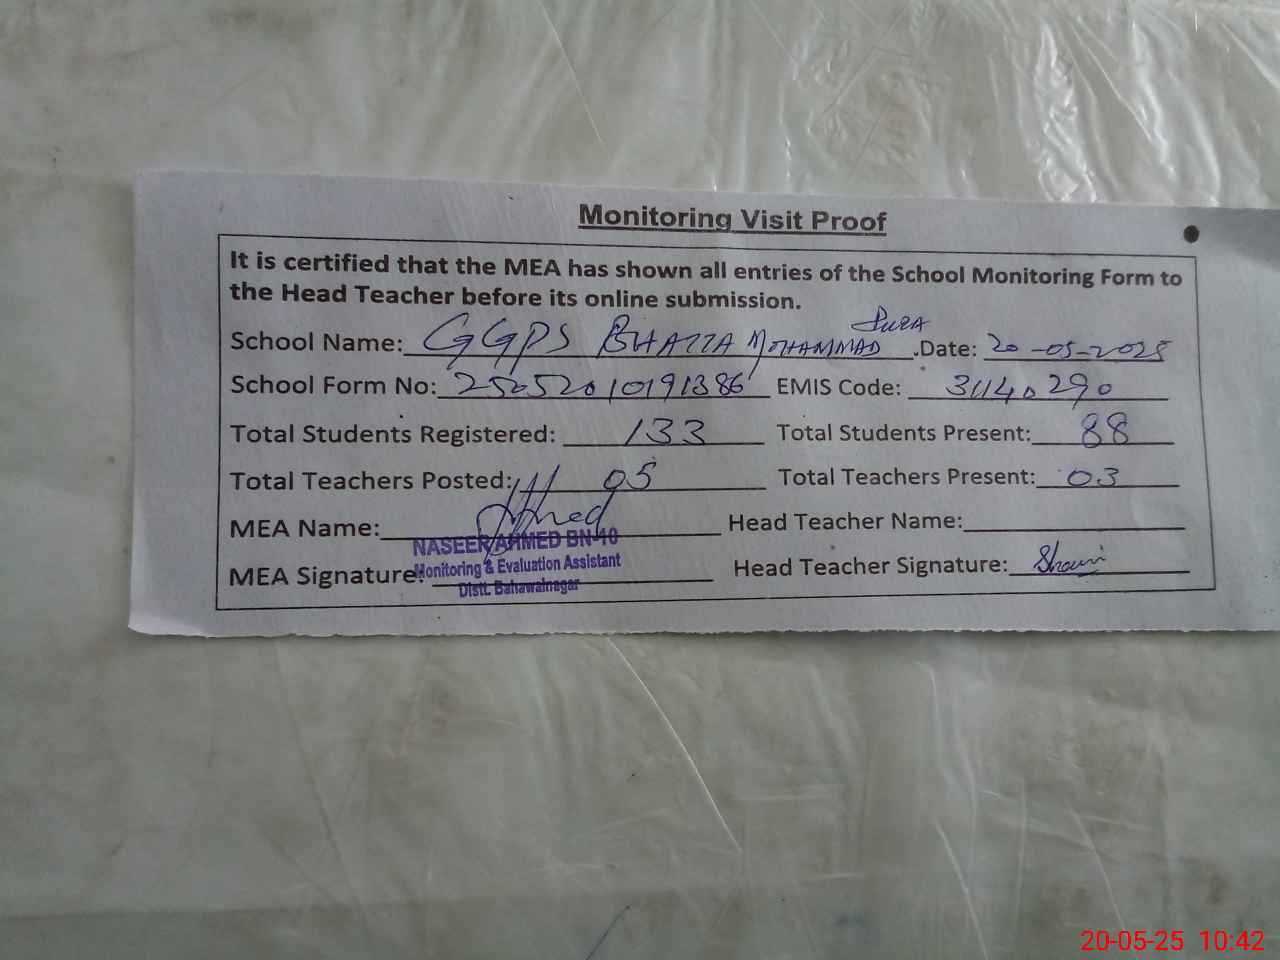 Monitoring Visit Proof
It is certified that the MEA has shown all entries of the School Monitoring Form to
the Head Teacher before its online submission.
School Name: GGPS BHATTA MOHAMMAD PURA .Date: 20-05-2025
School Form No: 2505201019 1386 EMIS Code: 31140290
Total Students Registered: 133 Total Students Present: 88
Total Teachers Posted: 05 Total Teachers Present: 03
MEA Name: Head Teacher Name:
NASEER AHMED BN-10
Monitoring & Evaluation Assistant
Distt. Bahawalnagar
MEA Signature: Head Teacher Signature:
20-05-25 10:42